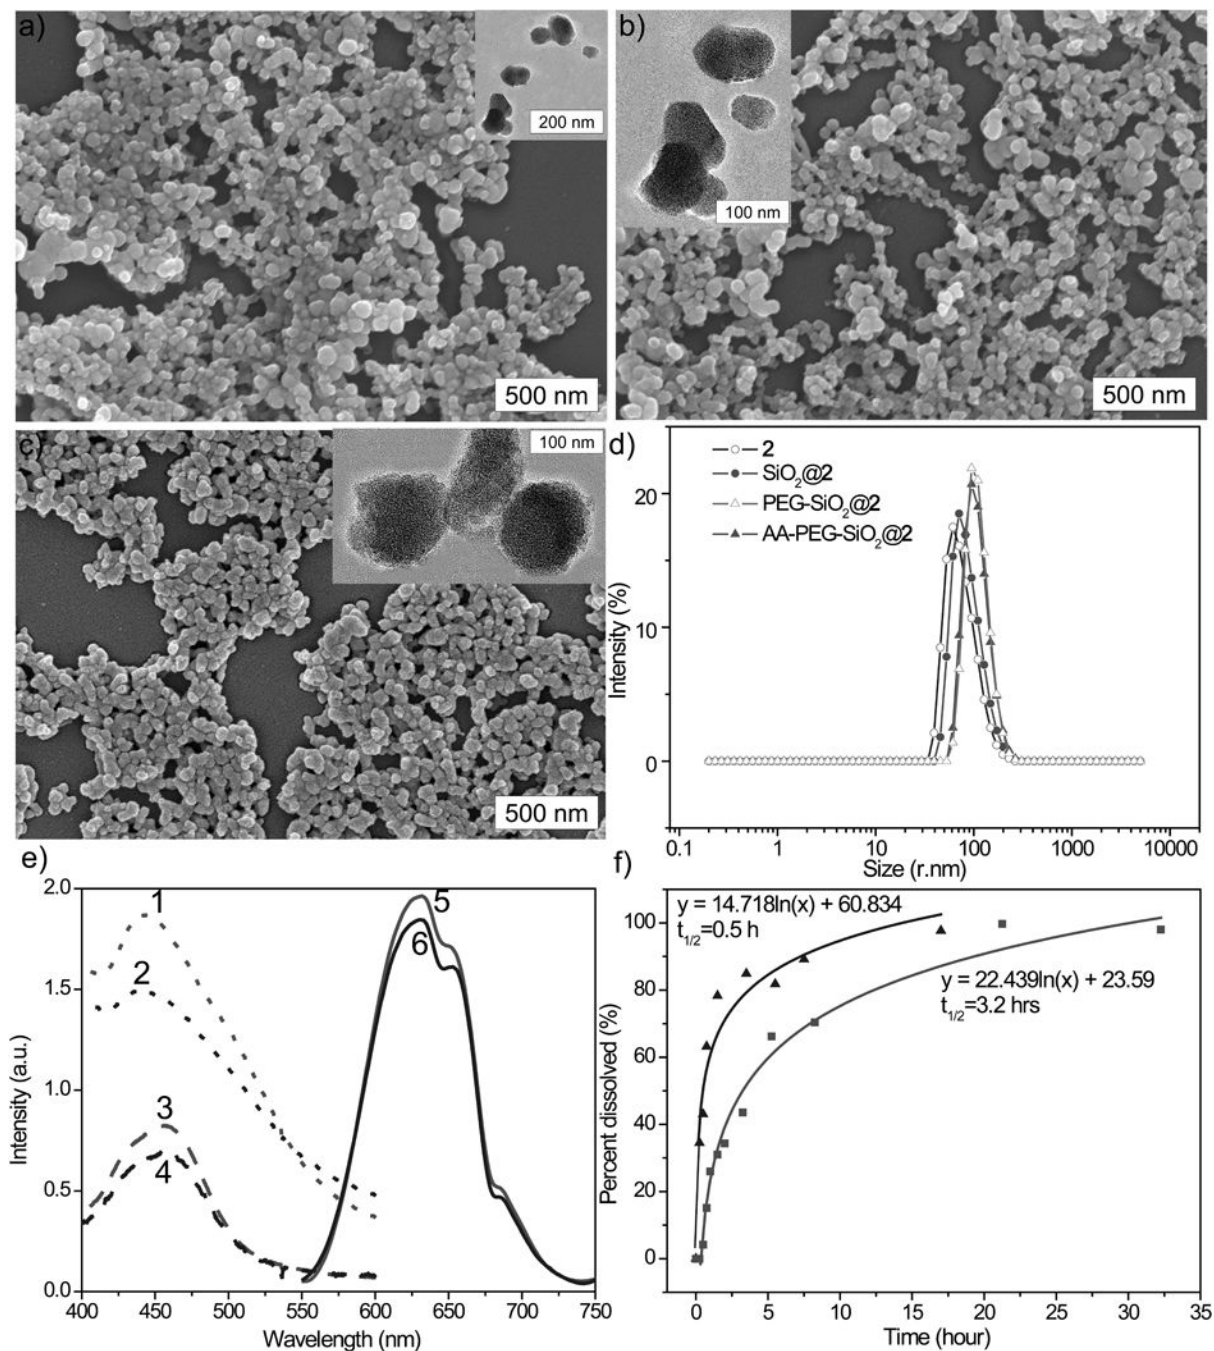 a)
200 nm
500 nm
b)
100 nm
500 nm
c)
100 nm
500 nm
d)
2
SiO₂@2
PEG-SiO₂@2
AA-PEG-SiO₂@2
Intensity (%)
20
10
0
0.1 1 10 100 1000 10000
Size (r.nm)
e)
Intensity (a.u.)
2.0
1.5
1.0
0.5
0.0
1
2
3
4
5
6
400 450 500 550 600 650 700 750
Wavelength (nm)
f)
Percent dissolved (%)
100
80
60
40
20
0
y = 14.718ln(x) + 60.834
t₁/₂=0.5 h
y = 22.439ln(x) + 23.59
t₁/₂=3.2 hrs
0 5 10 15 20 25 30 35
Time (hour)